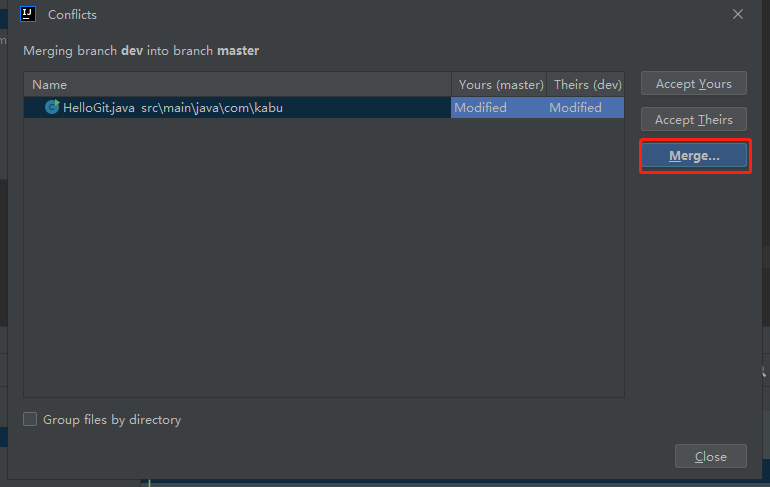 IJ
Conflicts
Merging branch dev into branch master
Name Yours (master) Theirs (dev)
C HelloGit.java src\main\java\com\kabu Modified Modified
Accept Yours
Accept Theirs
Merge...
Group files by directory
Close